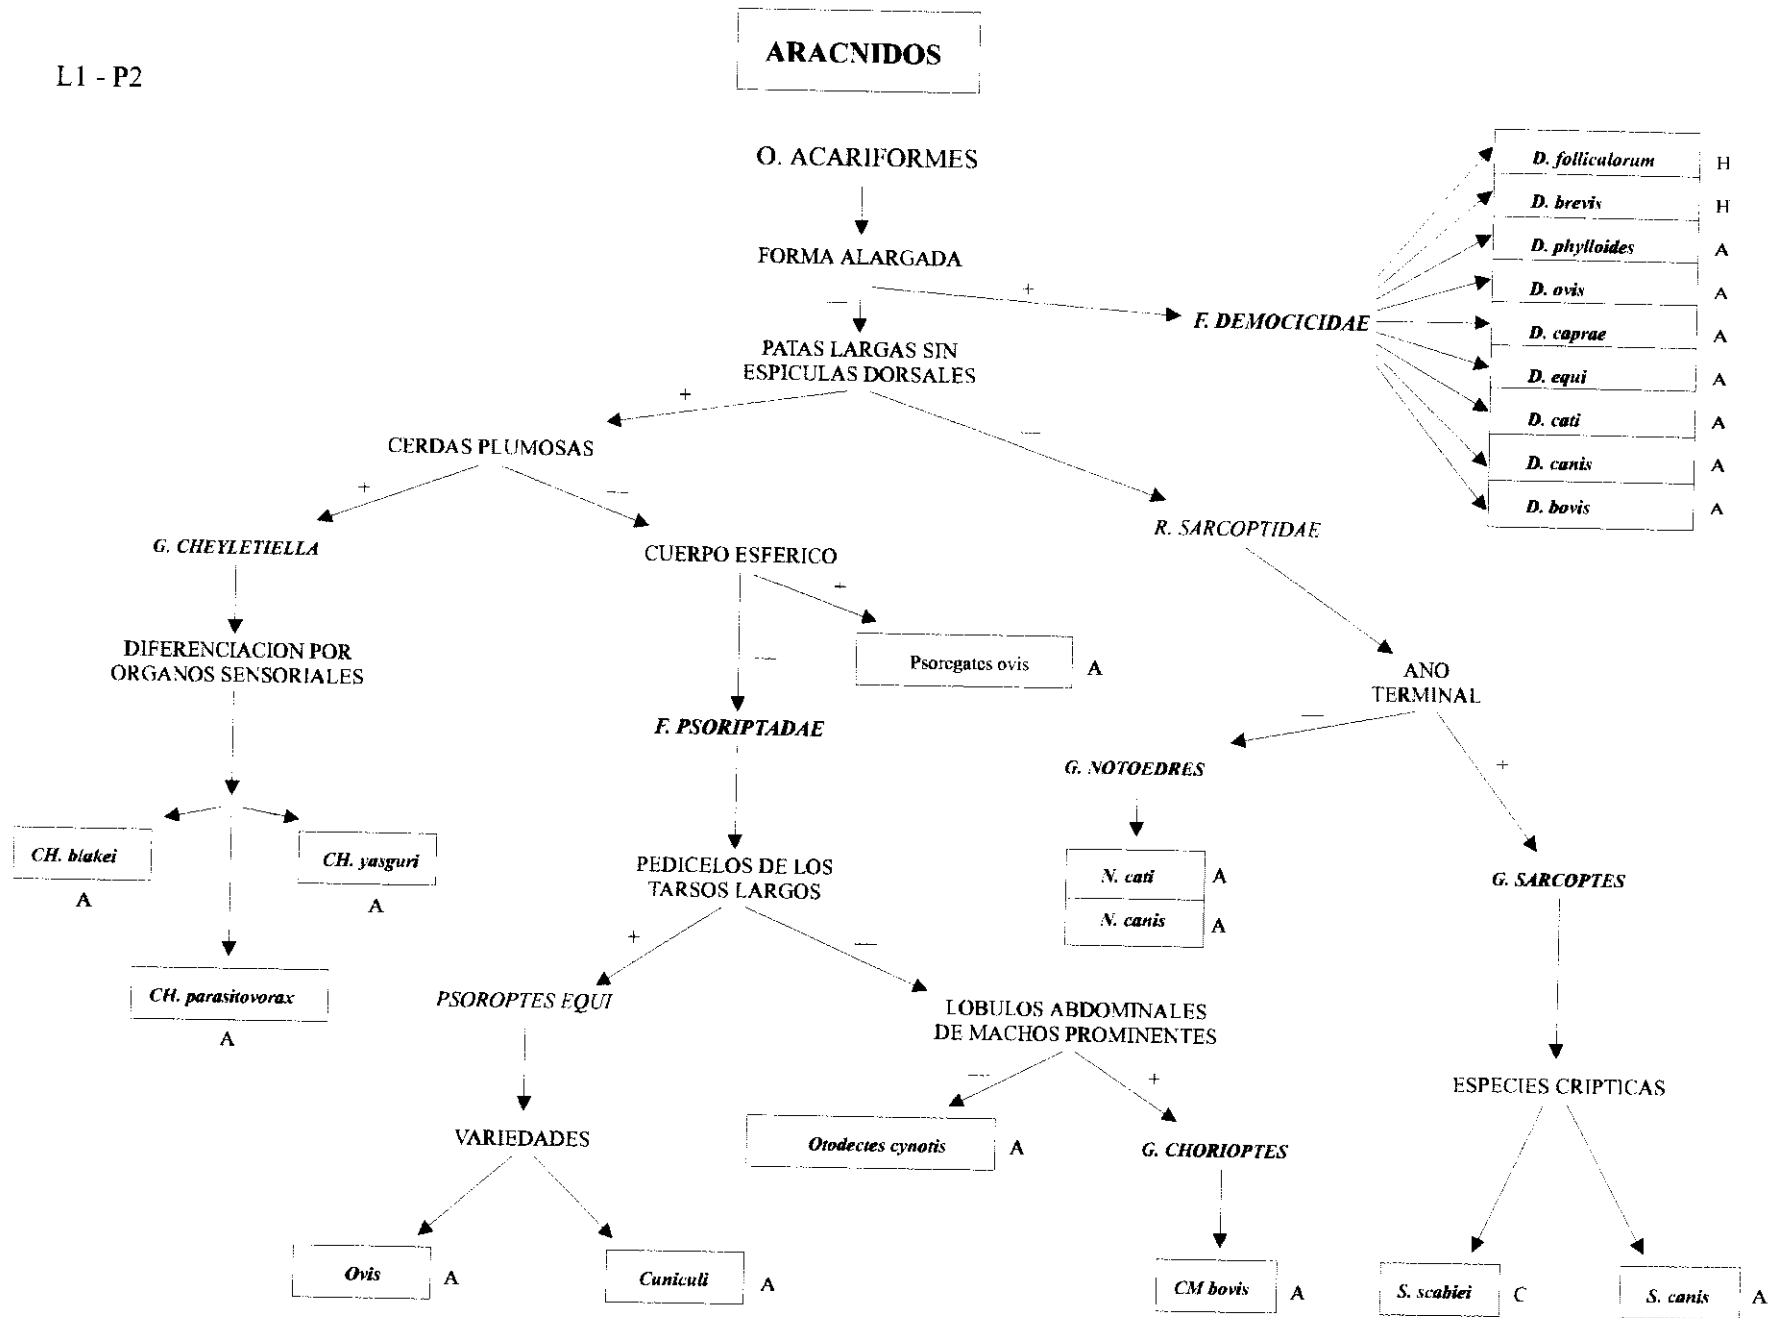 L1 - P2
ARACNIDOS
O. ACARIFORMES
FORMA ALARGADA
+
—
F. DEMOCICIDAE
D. folliculorum H
D. brevis H
D. phylloides A
D. ovis A
D. caprae A
D. equi A
D. cati A
D. canis A
D. bovis A
PATAS LARGAS SIN
ESPICULAS DORSALES
+
—
CERDAS PLUMOSAS
+
—
R. SARCOPTIDAE
G. CHEYLETIELLA
CUERPO ESFERICO
+
—
DIFERENCIACION POR
ORGANOS SENSORIALES
Psoregates ovis A
ANO
TERMINAL
—
+
F. PSORIPTADAE
G. NOTOEDRES
CH. blakei
A
CH. yasguri
A
CH. parasitovorax
A
PEDICELOS DE LOS
TARSOS LARGOS
+
—
N. cati A
N. canis A
G. SARCOPTES
PSOROPTES EQUI
LOBULOS ABDOMINALES
DE MACHOS PROMINENTES
—
+
ESPECIES CRIPTICAS
VARIEDADES
Otodectes cynotis A
G. CHORIOPTES
Ovis A
Cuniculi A
CM bovis A
S. scabiei C
S. canis A